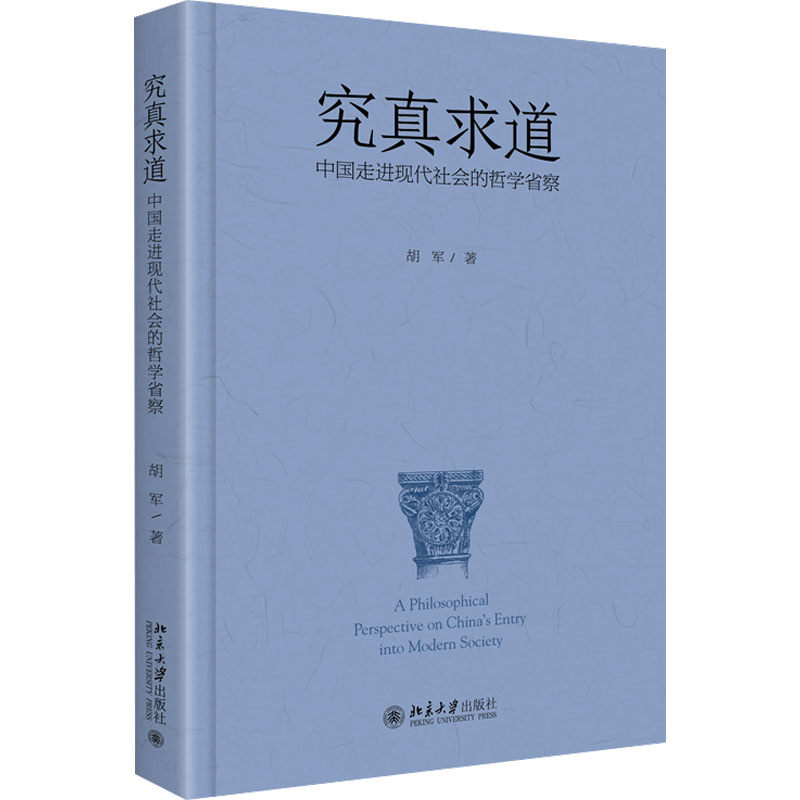 究真求道
中国走进现代社会的哲学省察
胡 军 / 著
A Philosophical
Perspective on China's Entry
into Modern Society
北京大学出版社
PEKING UNIVERSITY PRESS
究真求道
中国走进现代社会的哲学省察
胡 军 / 著
北京大学出版社
PEKING UNIVERSITY PRESS